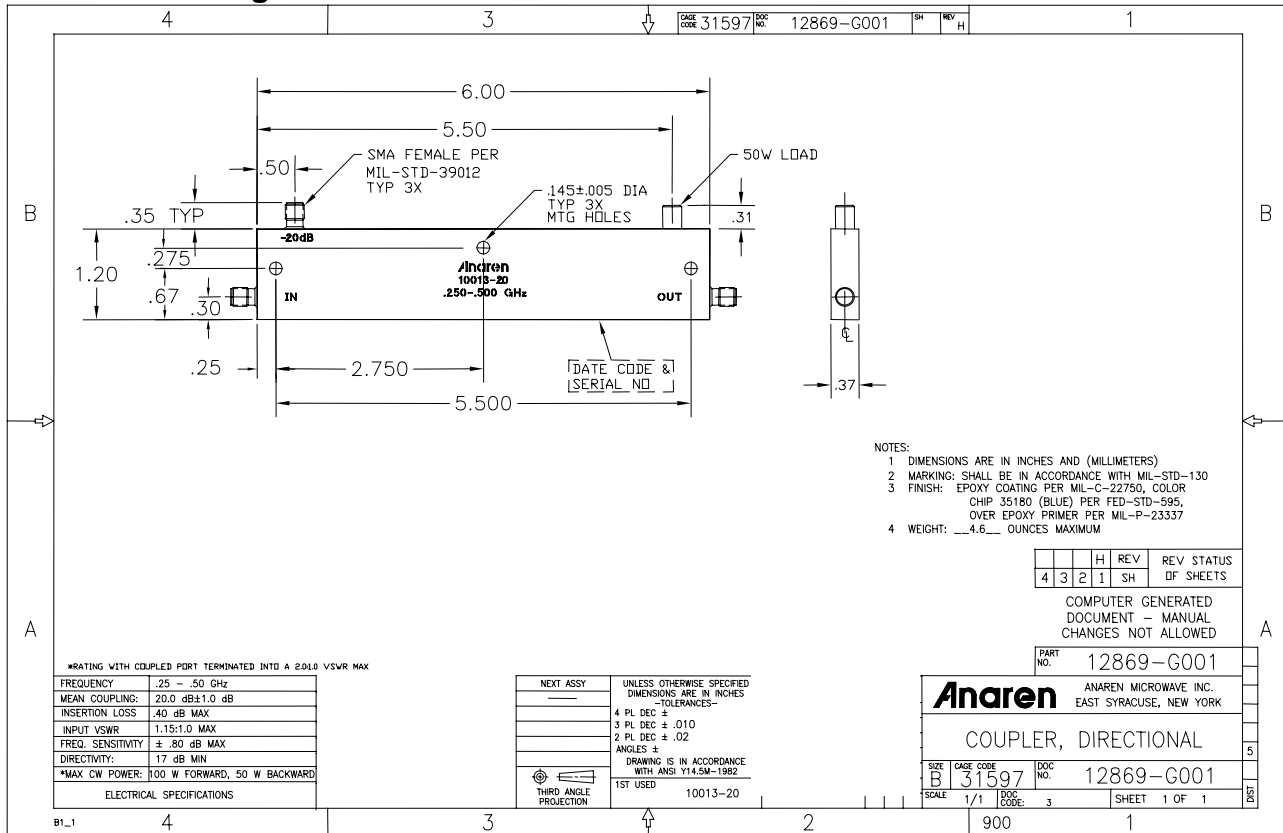 4 3 1
CAGE CODE 31597 DOC NO. 12869-G001 SH REV H
6.00
5.50
.50
SMA FEMALE PER
MIL-STD-39012
TYP 3X
50W LOAD
.145±.005 DIA
TYP 3X
MTG HOLES
.35 TYP
.31
B
B
-20dB
.275
1.20
.67
.30
Anaren
10013-20
.250-.500 GHz
IN
OUT
.25
2.750
5.500
DATE CODE &
SERIAL NO
CL
.37
NOTES:
1 DIMENSIONS ARE IN INCHES AND (MILLIMETERS)
2 MARKING: SHALL BE IN ACCORDANCE WITH MIL-STD-130
3 FINISH: EPOXY COATING PER MIL-C-22750, COLOR
CHIP 35180 (BLUE) PER FED-STD-595,
OVER EPOXY PRIMER PER MIL-P-23337
4 WEIGHT: __4.6__ OUNCES MAXIMUM
H REV REV STATUS
4 3 2 1 SH OF SHEETS
COMPUTER GENERATED
DOCUMENT - MANUAL
CHANGES NOT ALLOWED
A
A
*RATING WITH COUPLED PORT TERMINATED INTO A 2.0:1.0 VSWR MAX
FREQUENCY .25 - .50 GHz
MEAN COUPLING: 20.0 dB±1.0 dB
INSERTION LOSS .40 dB MAX
INPUT VSWR 1.15:1.0 MAX
FREQ. SENSITIVITY ± .80 dB MAX
DIRECTIVITY: 17 dB MIN
*MAX CW POWER: 100 W FORWARD, 50 W BACKWARD
ELECTRICAL SPECIFICATIONS
NEXT ASSY
THIRD ANGLE
PROJECTION
UNLESS OTHERWISE SPECIFIED
DIMENSIONS ARE IN INCHES
-TOLERANCES-
4 PL DEC ±
3 PL DEC ± .010
2 PL DEC ± .02
ANGLES ±
DRAWING IS IN ACCORDANCE
WITH ANSI Y14.5M-1982
1ST USED 10013-20
PART NO. 12869-G001
Anaren
ANAREN MICROWAVE INC.
EAST SYRACUSE, NEW YORK
COUPLER, DIRECTIONAL
SIZE B CAGE CODE 31597 DOC NO. 12869-G001
SCALE 1/1 DOC CODE: 3 SHEET 1 OF 1
5
DIST
B1_1 4 3 2 900 1